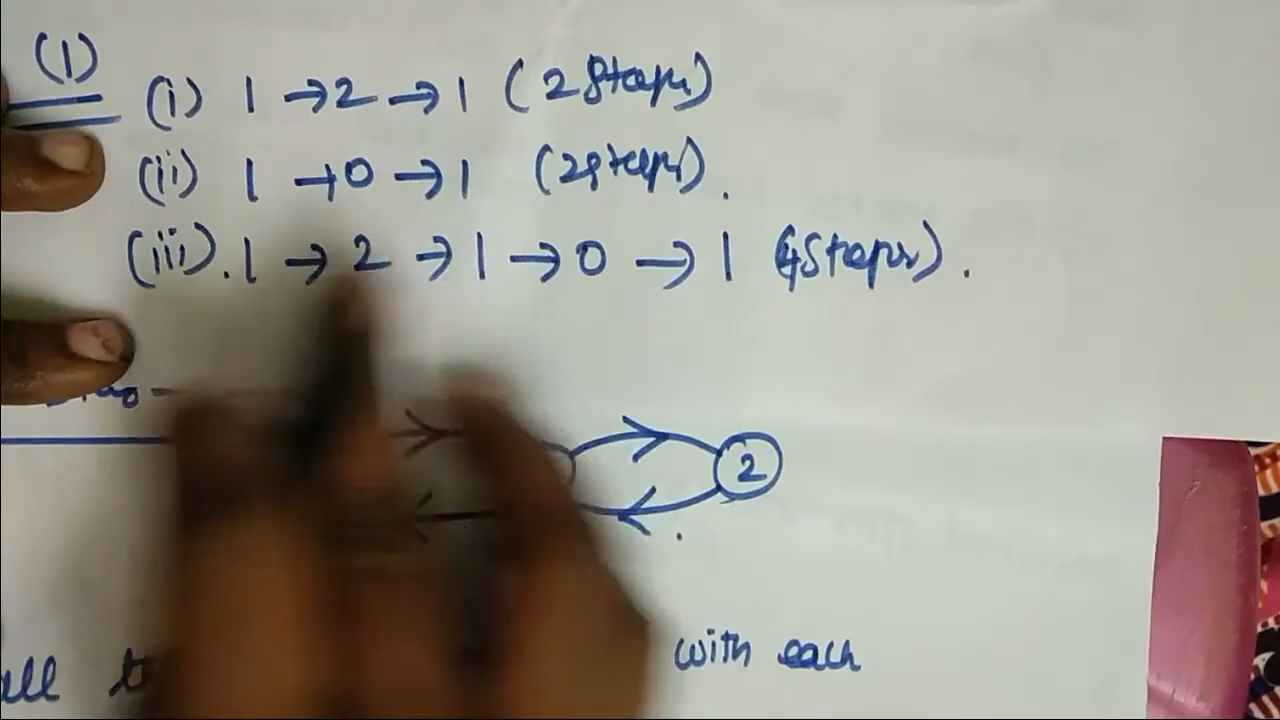 (1)
(i) 1 → 2 → 1 (2 Steps)
(ii) 1 → 0 → 1 (2 steps).
(iii). 1 → 2 → 1 → 0 → 1 (4 Steps).
2
all with each